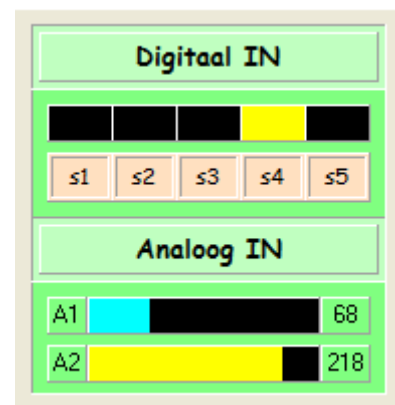 Digitaal IN
s1 s2 s3 s4 s5
Analoog IN
A1 68
A2 218